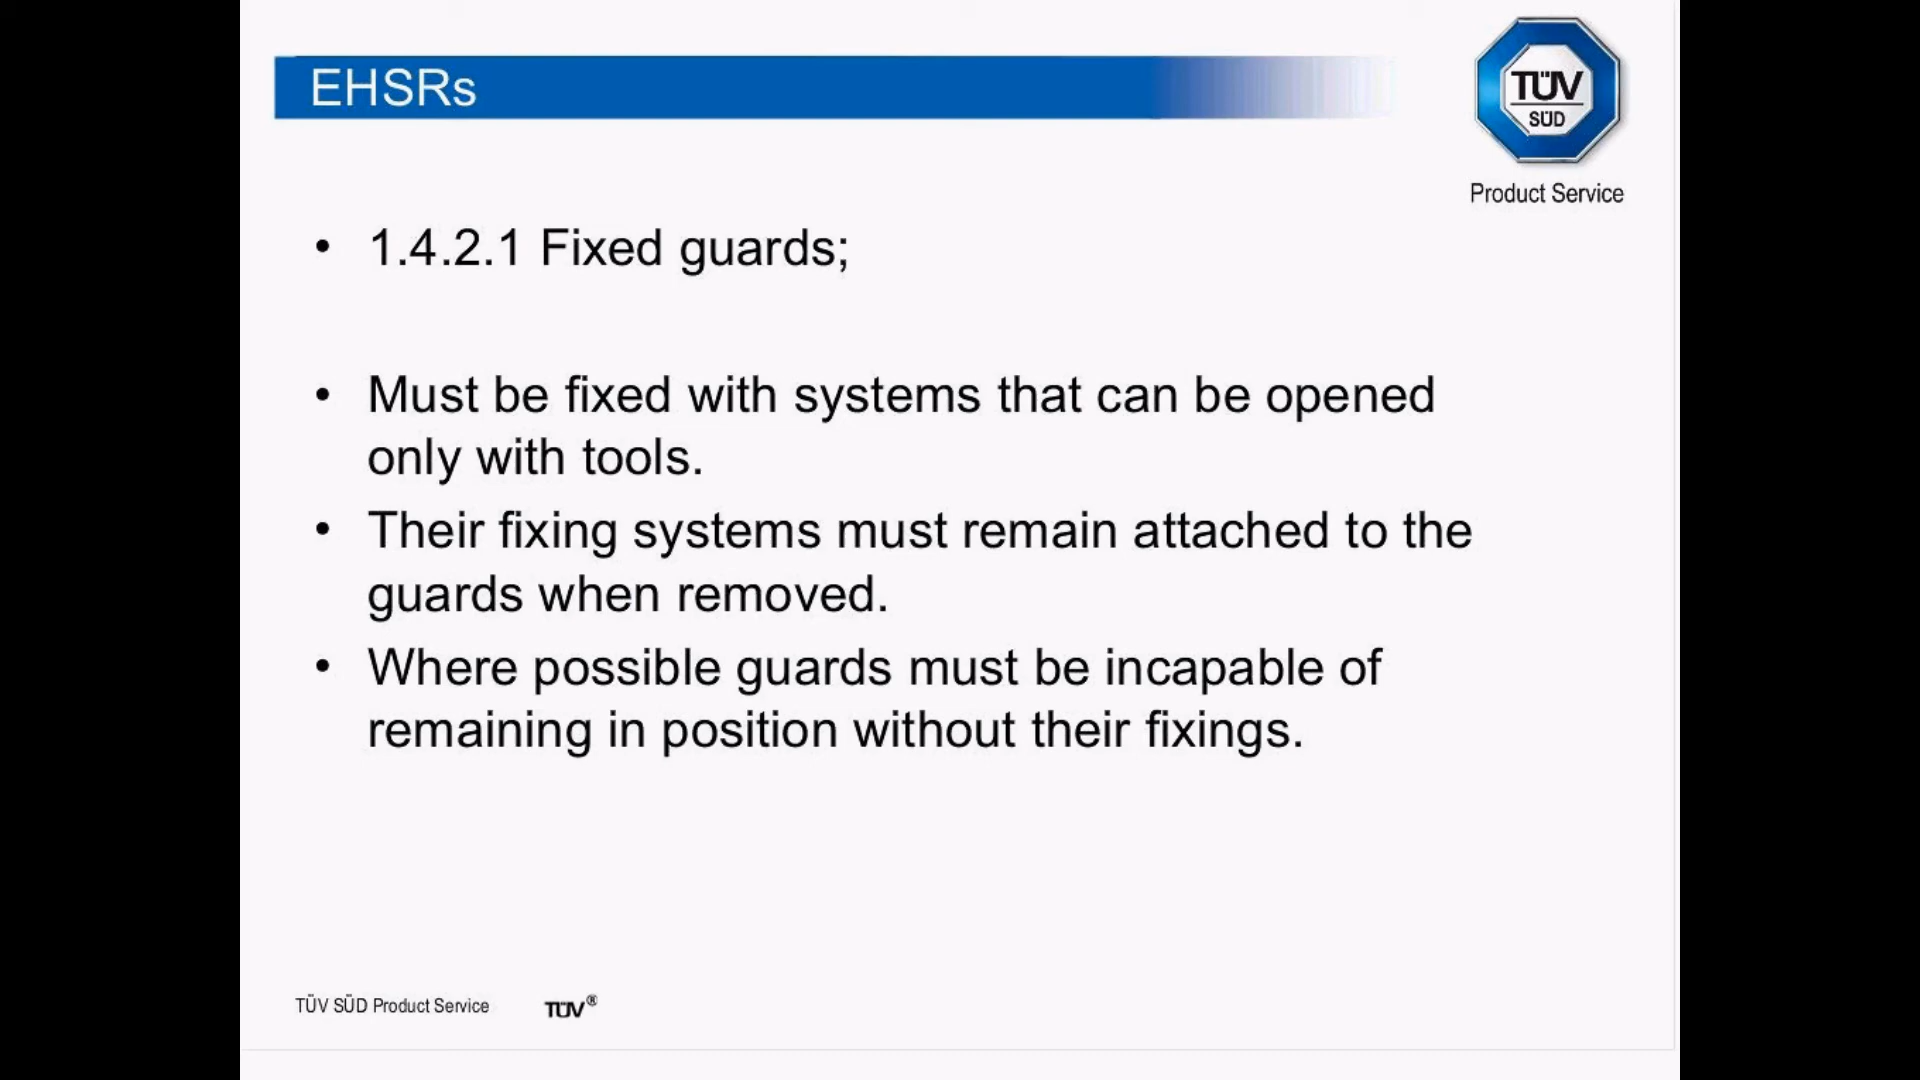 EHSRs
TÜV
SÜD
Product Service
• 1.4.2.1 Fixed guards;
• Must be fixed with systems that can be opened
only with tools.
• Their fixing systems must remain attached to the
guards when removed.
• Where possible guards must be incapable of
remaining in position without their fixings.
TÜV SÜD Product Service TÜV®